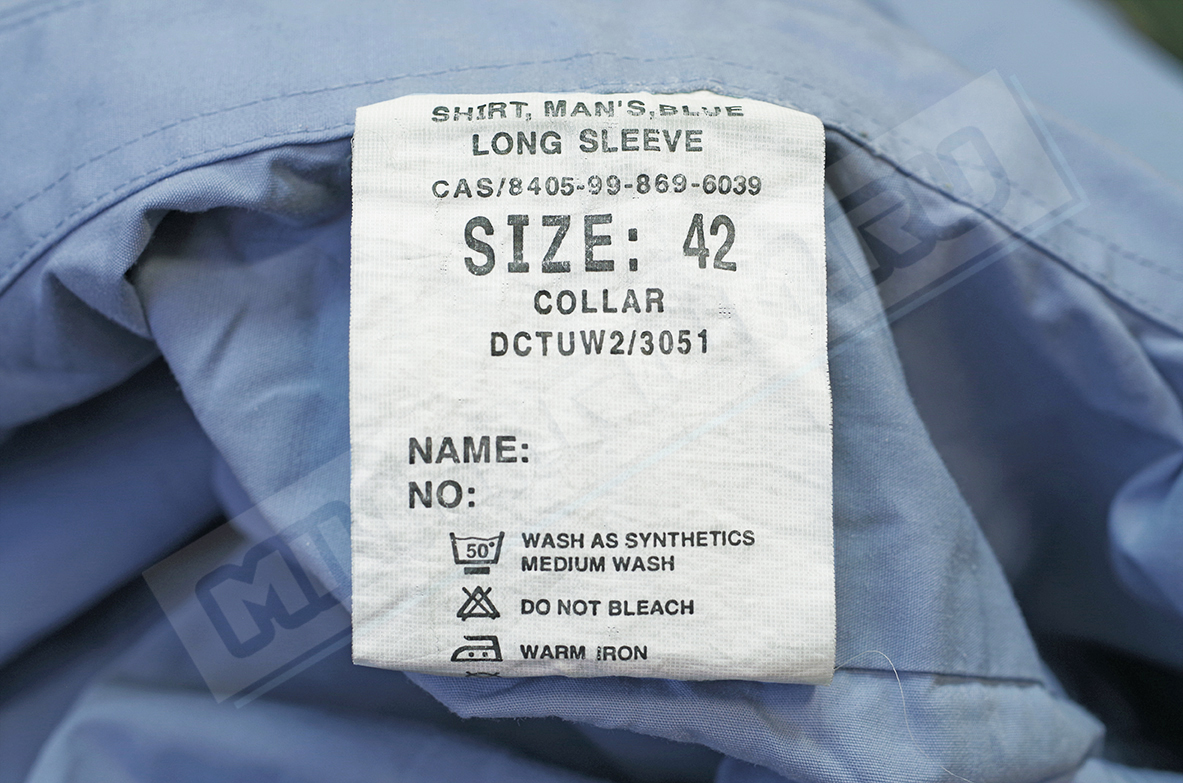 SHIRT, MAN'S, BLUE
LONG SLEEVE
CAS/8405-99-869-6039
SIZE: 42
COLLAR
DCTUW2/3051
NAME:
NO:
50°
WASH AS SYNTHETICS
MEDIUM WASH
DO NOT BLEACH
WARM IRON